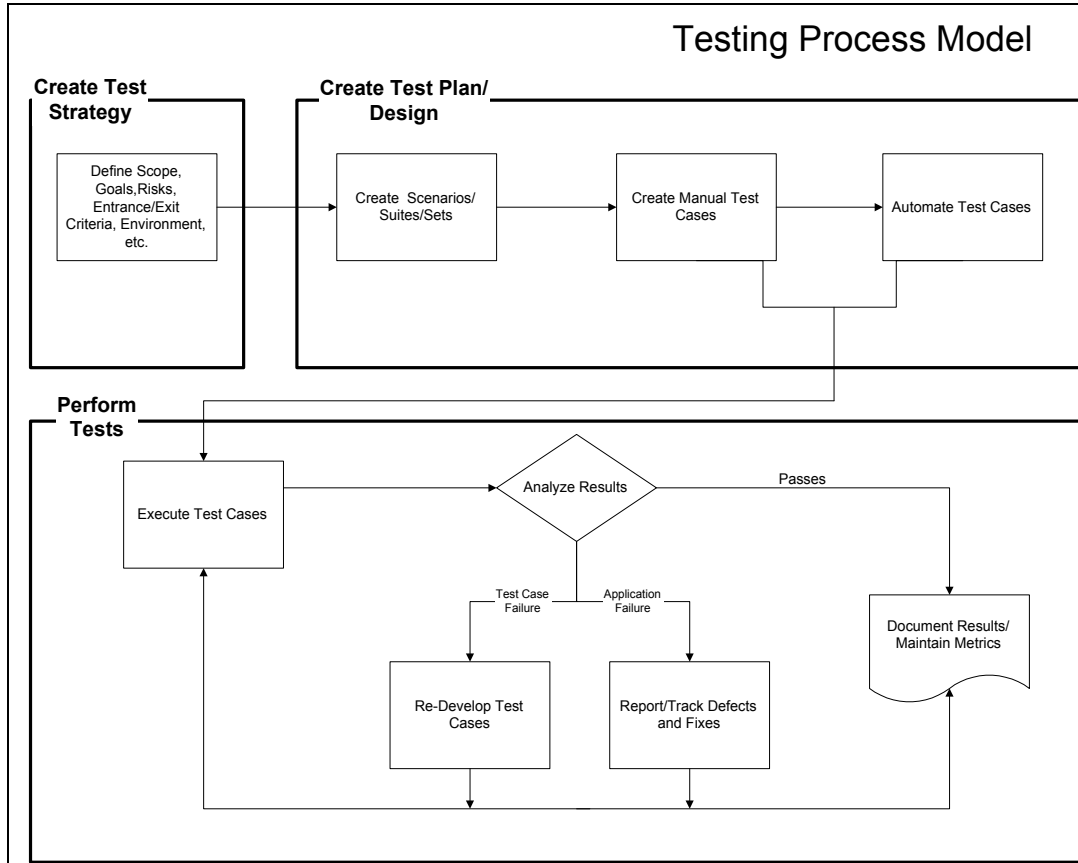 Testing Process Model
Create Test
Strategy
Create Test Plan/
Design
Define Scope,
Goals,Risks,
Entrance/Exit
Criteria, Environment,
etc.
Create Scenarios/
Suites/Sets
Create Manual Test
Cases
Automate Test Cases
Perform
Tests
Execute Test Cases
Analyze Results
Passes
Test Case
Failure
Application
Failure
Document Results/
Maintain Metrics
Re-Develop Test
Cases
Report/Track Defects
and Fixes